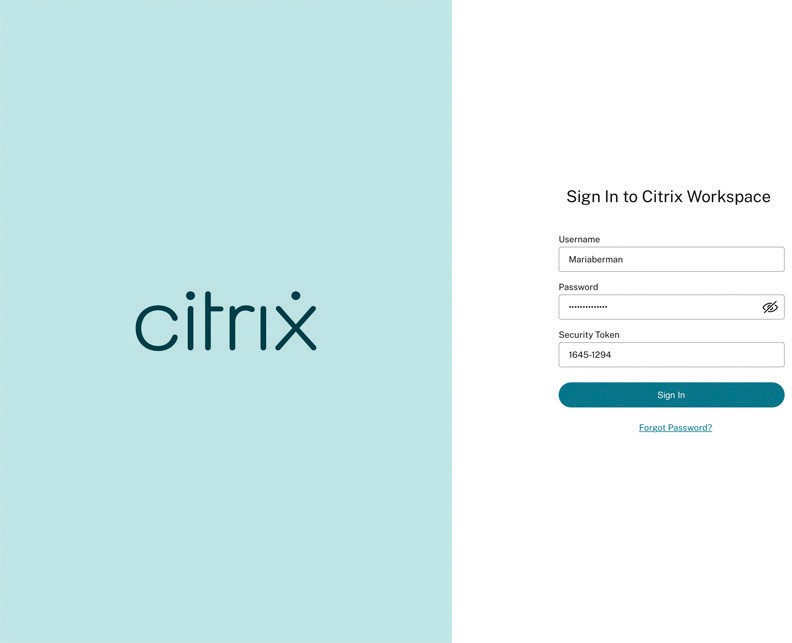 citrix
Sign In to Citrix Workspace
Username
Mariaberman
Password
••••••••••••••
Security Token
1645-1294
Sign In
Forgot Password?